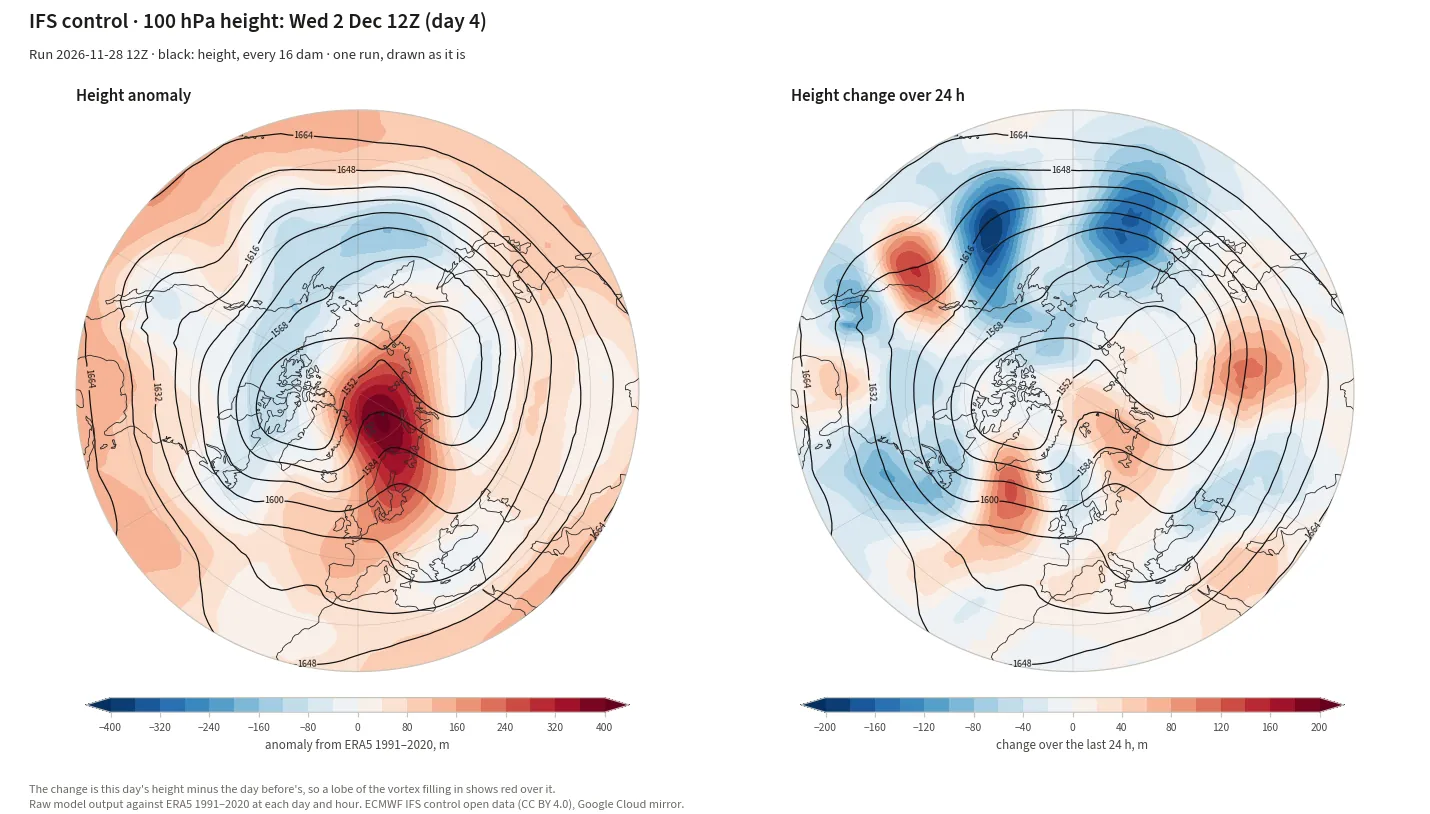 IFS control · 100 hPa height: Wed 2 Dec 12Z (day 4)
Run 2026-11-28 12Z · black: height, every 16 dam · one run, drawn as it is
Height anomaly
Height change over 24 h
1664
1648
1616
1568
1552
1664
1632
1584
1600
1664
1648
1664
1648
1616
1568
1552
1664
1632
1584
1600
1664
1648
−400 −320 −240 −160 −80 0 80 160 240 320 400
anomaly from ERA5 1991–2020, m
−200 −160 −120 −80 −40 0 40 80 120 160 200
change over the last 24 h, m
The change is this day's height minus the day before's, so a lobe of the vortex filling in shows red over it.
Raw model output against ERA5 1991–2020 at each day and hour. ECMWF IFS control open data (CC BY 4.0), Google Cloud mirror.